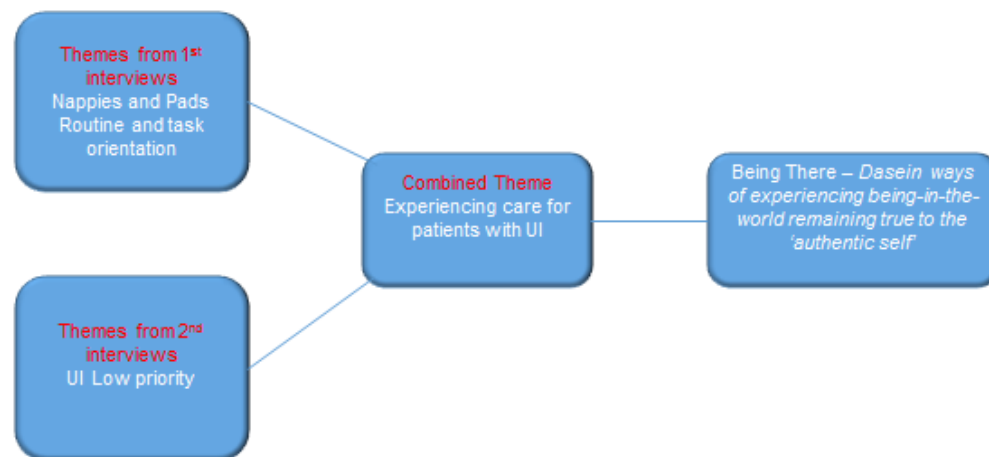 Themes from 1st
interviews
Nappies and Pads
Routine and task
orientation
Themes from 2nd
interviews
UI Low priority
Combined Theme
Experiencing care for
patients with UI
Being There – Dasein ways
of experiencing being-in-the-
world remaining true to the
‘authentic self’